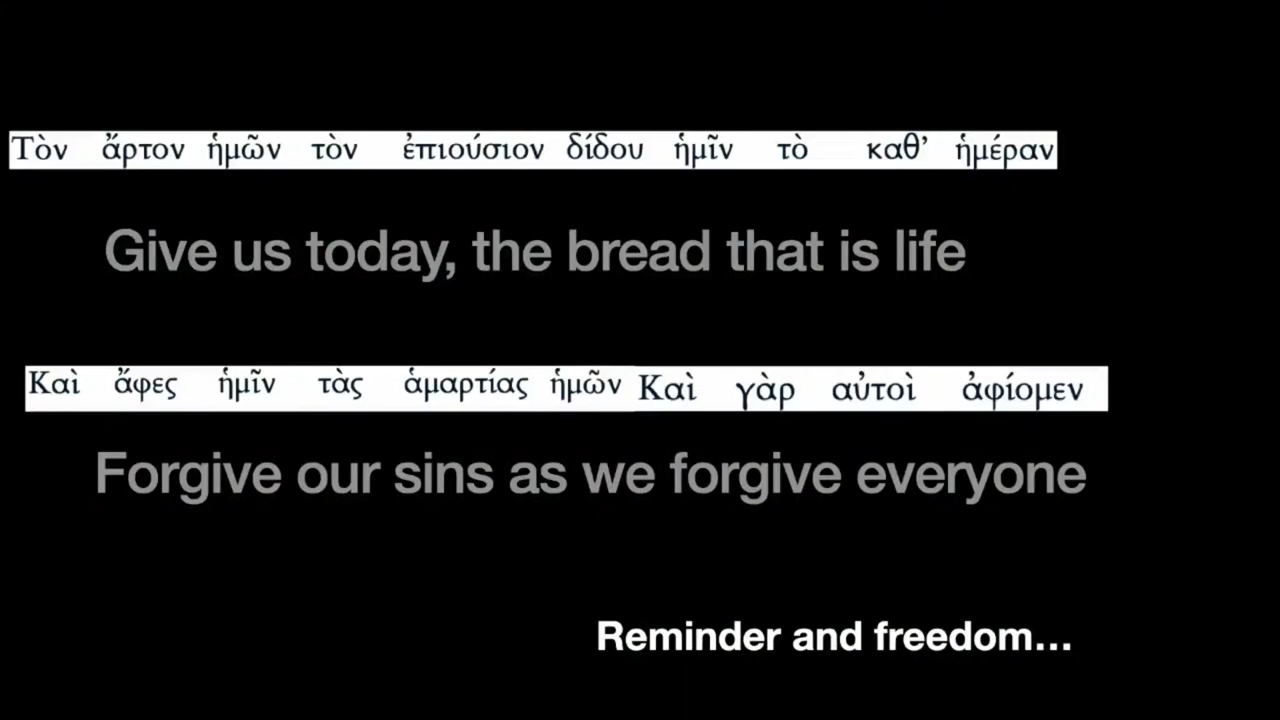 Τὸν ἄρτον ἡμῶν τὸν ἐπιούσιον δίδου ἡμῖν τὸ καθ’ ἡμέραν
Give us today, the bread that is life
Καὶ ἄφες ἡμῖν τὰς ἁμαρτίας ἡμῶν Καὶ γὰρ αὐτοὶ ἀφίομεν
Forgive our sins as we forgive everyone
Reminder and freedom...